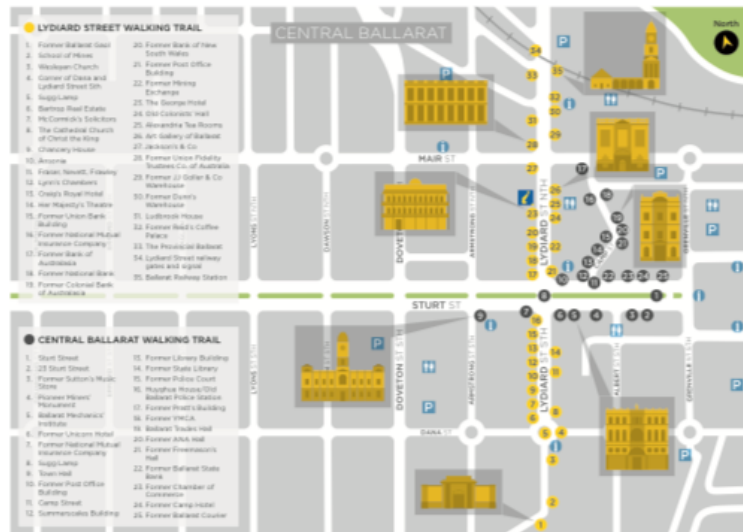 LYDIARD STREET WALKING TRAIL
1. Former Ballarat Gaol
2. School of Mines
3. Wesleyan Church
4. Corner of Dana and
Lydiard Street Sth
5. Sugg Lamp
6. Bartrop Real Estate
7. McCormick's Solicitors
8. The Cathedral Church
of Christ the King
9. Chancery House
10. Ansonia
11. Fraser, Nevett, Frawley
12. Lynn's Chambers
13. Craig's Royal Hotel
14. Her Majesty's Theatre
15. Former Union Bank
Building
16. Former National Mutual
Insurance Company
17. Former Bank of
Australasia
18. Former National Bank
19. Former Colonial Bank
of Australasia
20. Former Bank of New
South Wales
21. Former Post Office
Building
22. Former Mining
Exchange
23. The George Hotel
24. Old Colonists' Hall
25. Alexandria Tea Rooms
26. Art Gallery of Ballarat
27. Jackson's & Co
28. Former Union Fidelity
Trustees Co. of Australia
29. Former JJ Goller & Co
Warehouse
30. Former Dunn's
Warehouse
31. Ludbrook House
32. Former Reid's Coffee
Palace
33. The Provincial Ballarat
34. Lydiard Street railway
gates and signal
35. Ballarat Railway Station
CENTRAL BALLARAT WALKING TRAIL
1. Sturt Street
2. 23 Sturt Street
3. Former Sutton's Music
Store
4. Pioneer Miners'
Monument
5. Ballarat Mechanics'
Institute
6. Former Unicorn Hotel
7. Former National Mutual
Insurance Company
8. Sugg Lamp
9. Town Hall
10. Former Post Office
Building
11. Camp Street
12. Summerscales Building
13. Former Library Building
14. Former State Library
15. Former Police Court
16. Huyghue House/Old
Ballarat Police Station
17. Former Pratt's Building
18. Former YMCA
19. Ballarat Trades Hall
20. Former ANA Hall
21. Former Freemason's
Hall
22. Former Ballarat State
Bank
23. Former Chamber of
Commerce
24. Former Camp Hotel
25. Former Ballarat Courier
CENTRAL BALLARAT
North
MAIR ST
STURT ST
DANA ST
LYONS ST NTH
DAWSON ST NTH
DOVETON
ARMSTRONG ST NTH
LYDIARD ST NTH
GRENVILLE ST NTH
LYONS ST STH
DOVETON ST STH
ARMSTRONG ST STH
LYDIARD ST STH
ALBERT ST STH
GRENVILLE ST STH